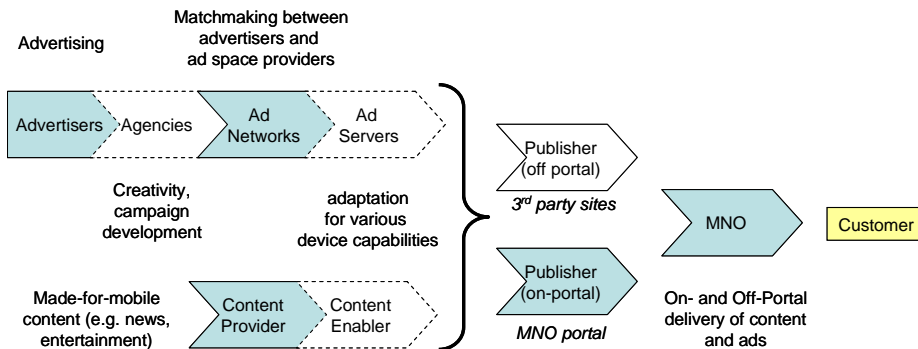 Advertising
Matchmaking between
advertisers and
ad space providers
Advertisers
Agencies
Ad
Networks
Ad
Servers
Creativity,
campaign
development
adaptation
for various
device capabilities
Made-for-mobile
content (e.g. news,
entertainment)
Content
Provider
Content
Enabler
Publisher
(off portal)
3rd party sites
Publisher
(on-portal)
MNO portal
MNO
On- and Off-Portal
delivery of content
and ads
Customer